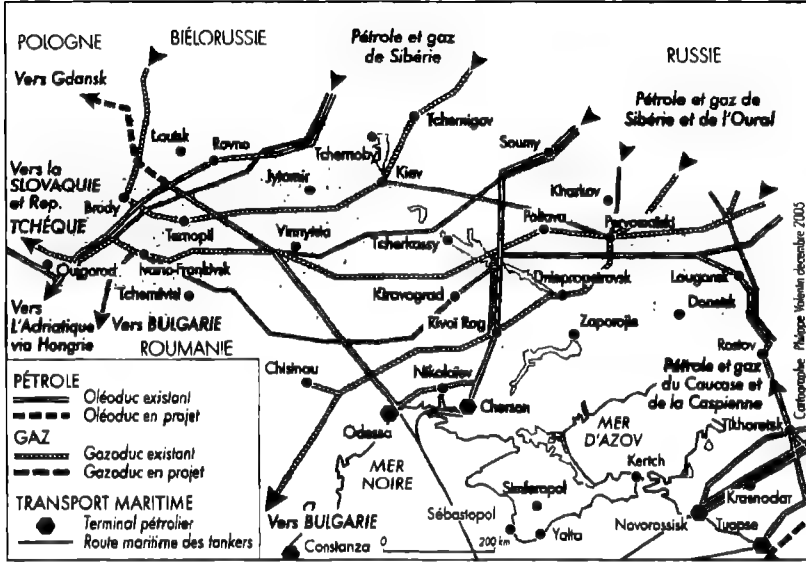 POLOGNE
BIÉLORUSSIE
Pétrole et gaz
de Sibérie
RUSSIE
Vers Gdansk
Pétrole et gaz de
Sibérie et de l'Oural
Loutsk
Rovno
Tchernobyl
Tchernigov
Soumy
Jytomir
Kiev
Kharkov
Vers la
SLOVAQUIE
et Rep.
TCHÉQUE
Brody
Ternopil
Vinnytsia
Tcherkassy
Poltava
Ougorod
Ivano-Frankivsk
Dniepropetrovsk
Lougansk
Tchernivtsi
Kirovograd
Donetsk
Vers
L'Adriatique
via Hongrie
Vers BULGARIE
Krivoï Rog
Zaporojie
ROUMANIE
Rostov
Chisinau
Nikolaïev
Pétrole et gaz
du Caucase et
de la Caspienne
Odessa
Cherson
MER
D'AZOV
Tikhoretsk
MER
NOIRE
Kertch
Simferopol
Krasnodar
Sébastopol
Yalta
Novorossisk
Tuapse
Vers BULGARIE
Constanza
0
200 km
PÉTROLE
Oléoduc existant
Oléoduc en projet
GAZ
Gazoduc existant
Gazoduc en projet
TRANSPORT MARITIME
Terminal pétrolier
Route maritime des tankers
Cartographie Philippe Valentin decembre 2005